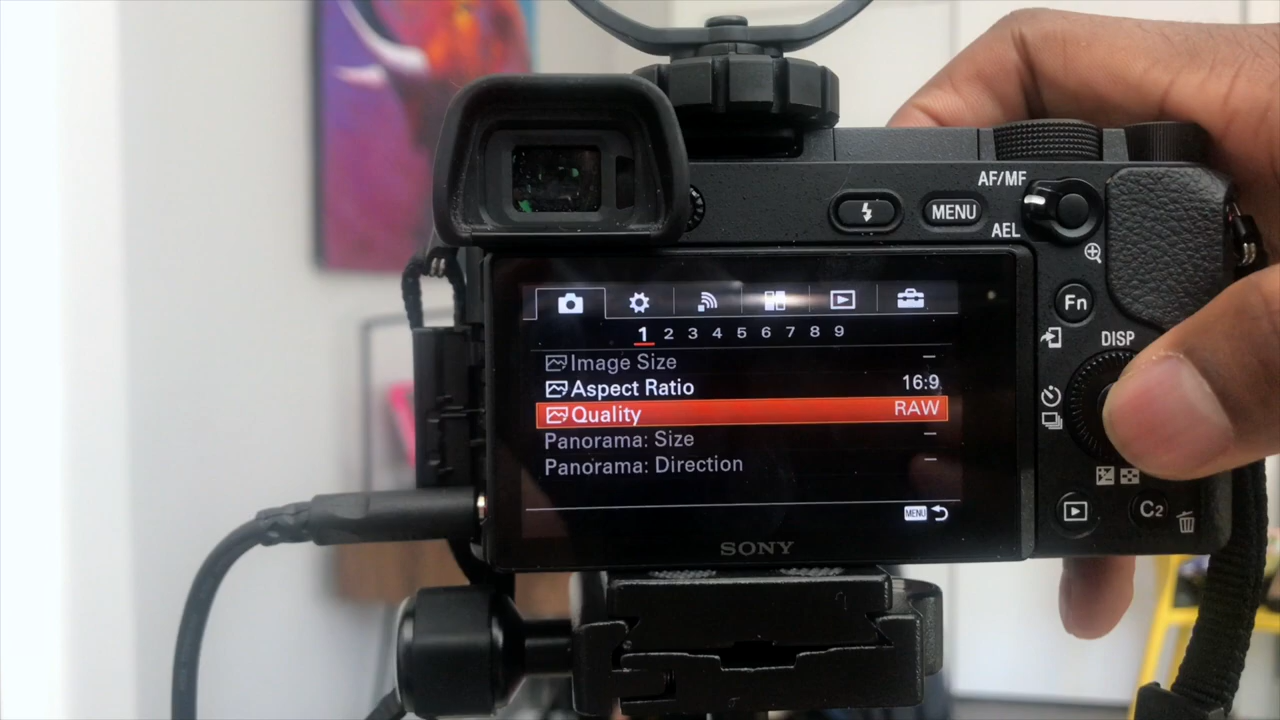 AF/MF
MENU
AEL
Fn
DISP
1 2 3 4 5 6 7 8 9
Image Size –
Aspect Ratio 16:9
Quality RAW
Panorama: Size –
Panorama: Direction –
MENU
C2
SONY